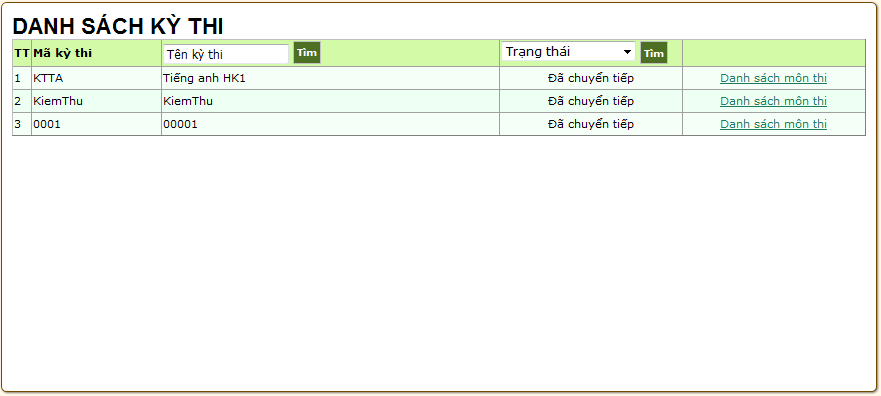 DANH SÁCH KỲ THI
TT Mã kỳ thi Tên kỳ thi Tìm Trạng thái Tìm
1 KTTA Tiếng anh HK1 Đã chuyển tiếp Danh sách môn thi
2 KiemThu KiemThu Đã chuyển tiếp Danh sách môn thi
3 0001 00001 Đã chuyển tiếp Danh sách môn thi